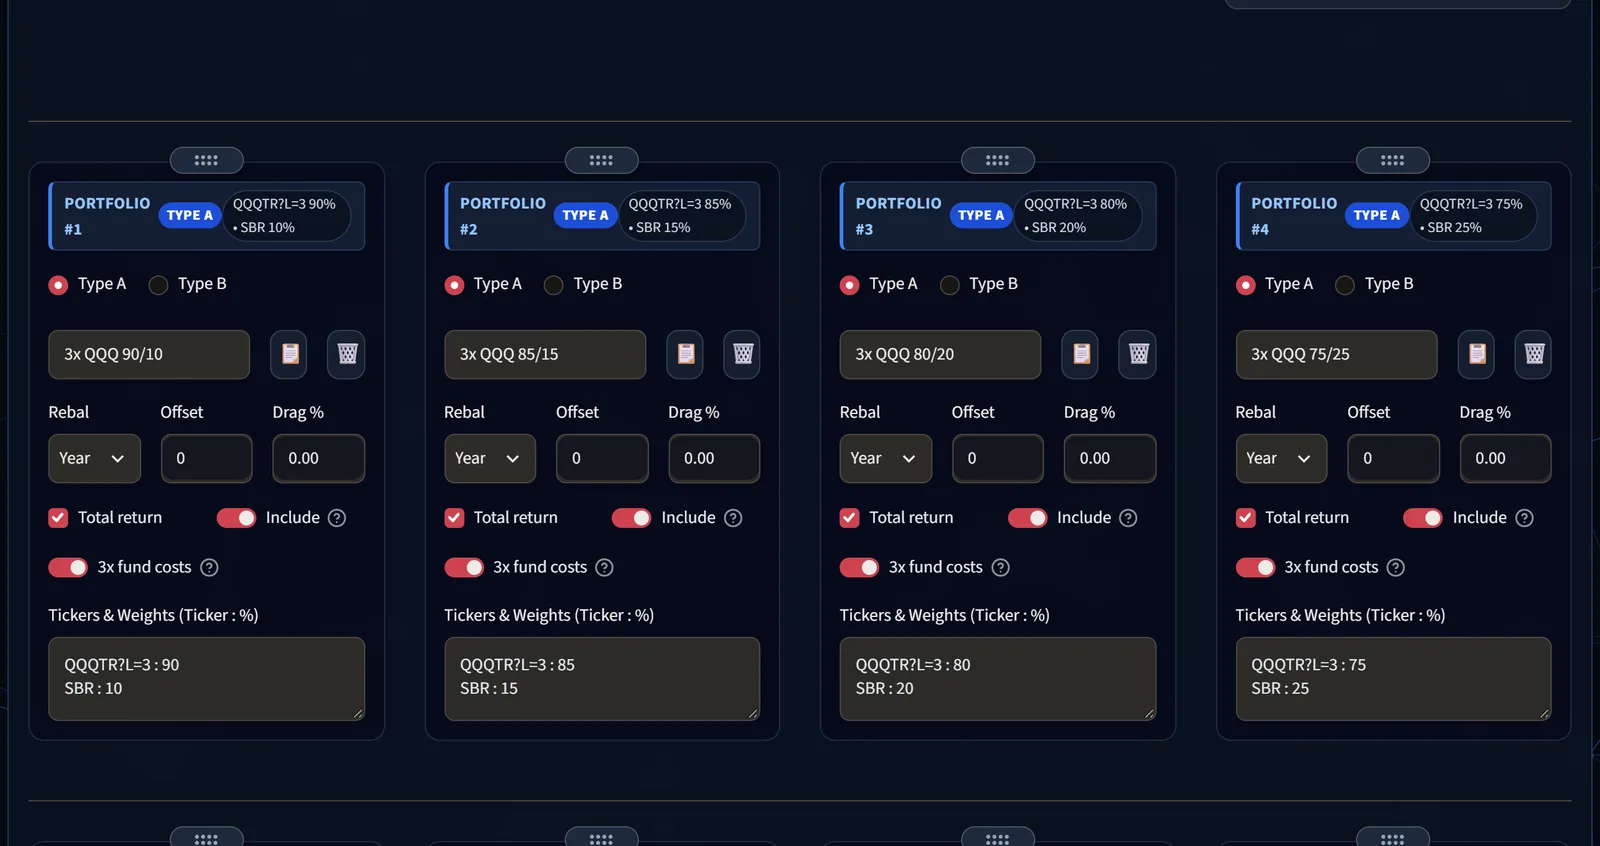 PORTFOLIO #1
TYPE A
QQQTR?L=3 90%
• SBR 10%
Type A
Type B
3x QQQ 90/10
Rebal
Offset
Drag %
Year
0
0.00
Total return
Include
?
3x fund costs
?
Tickers & Weights (Ticker : %)
QQQTR?L=3 : 90
SBR : 10
PORTFOLIO #2
TYPE A
QQQTR?L=3 85%
• SBR 15%
Type A
Type B
3x QQQ 85/15
Rebal
Offset
Drag %
Year
0
0.00
Total return
Include
?
3x fund costs
?
Tickers & Weights (Ticker : %)
QQQTR?L=3 : 85
SBR : 15
PORTFOLIO #3
TYPE A
QQQTR?L=3 80%
• SBR 20%
Type A
Type B
3x QQQ 80/20
Rebal
Offset
Drag %
Year
0
0.00
Total return
Include
?
3x fund costs
?
Tickers & Weights (Ticker : %)
QQQTR?L=3 : 80
SBR : 20
PORTFOLIO #4
TYPE A
QQQTR?L=3 75%
• SBR 25%
Type A
Type B
3x QQQ 75/25
Rebal
Offset
Drag %
Year
0
0.00
Total return
Include
?
3x fund costs
?
Tickers & Weights (Ticker : %)
QQQTR?L=3 : 75
SBR : 25